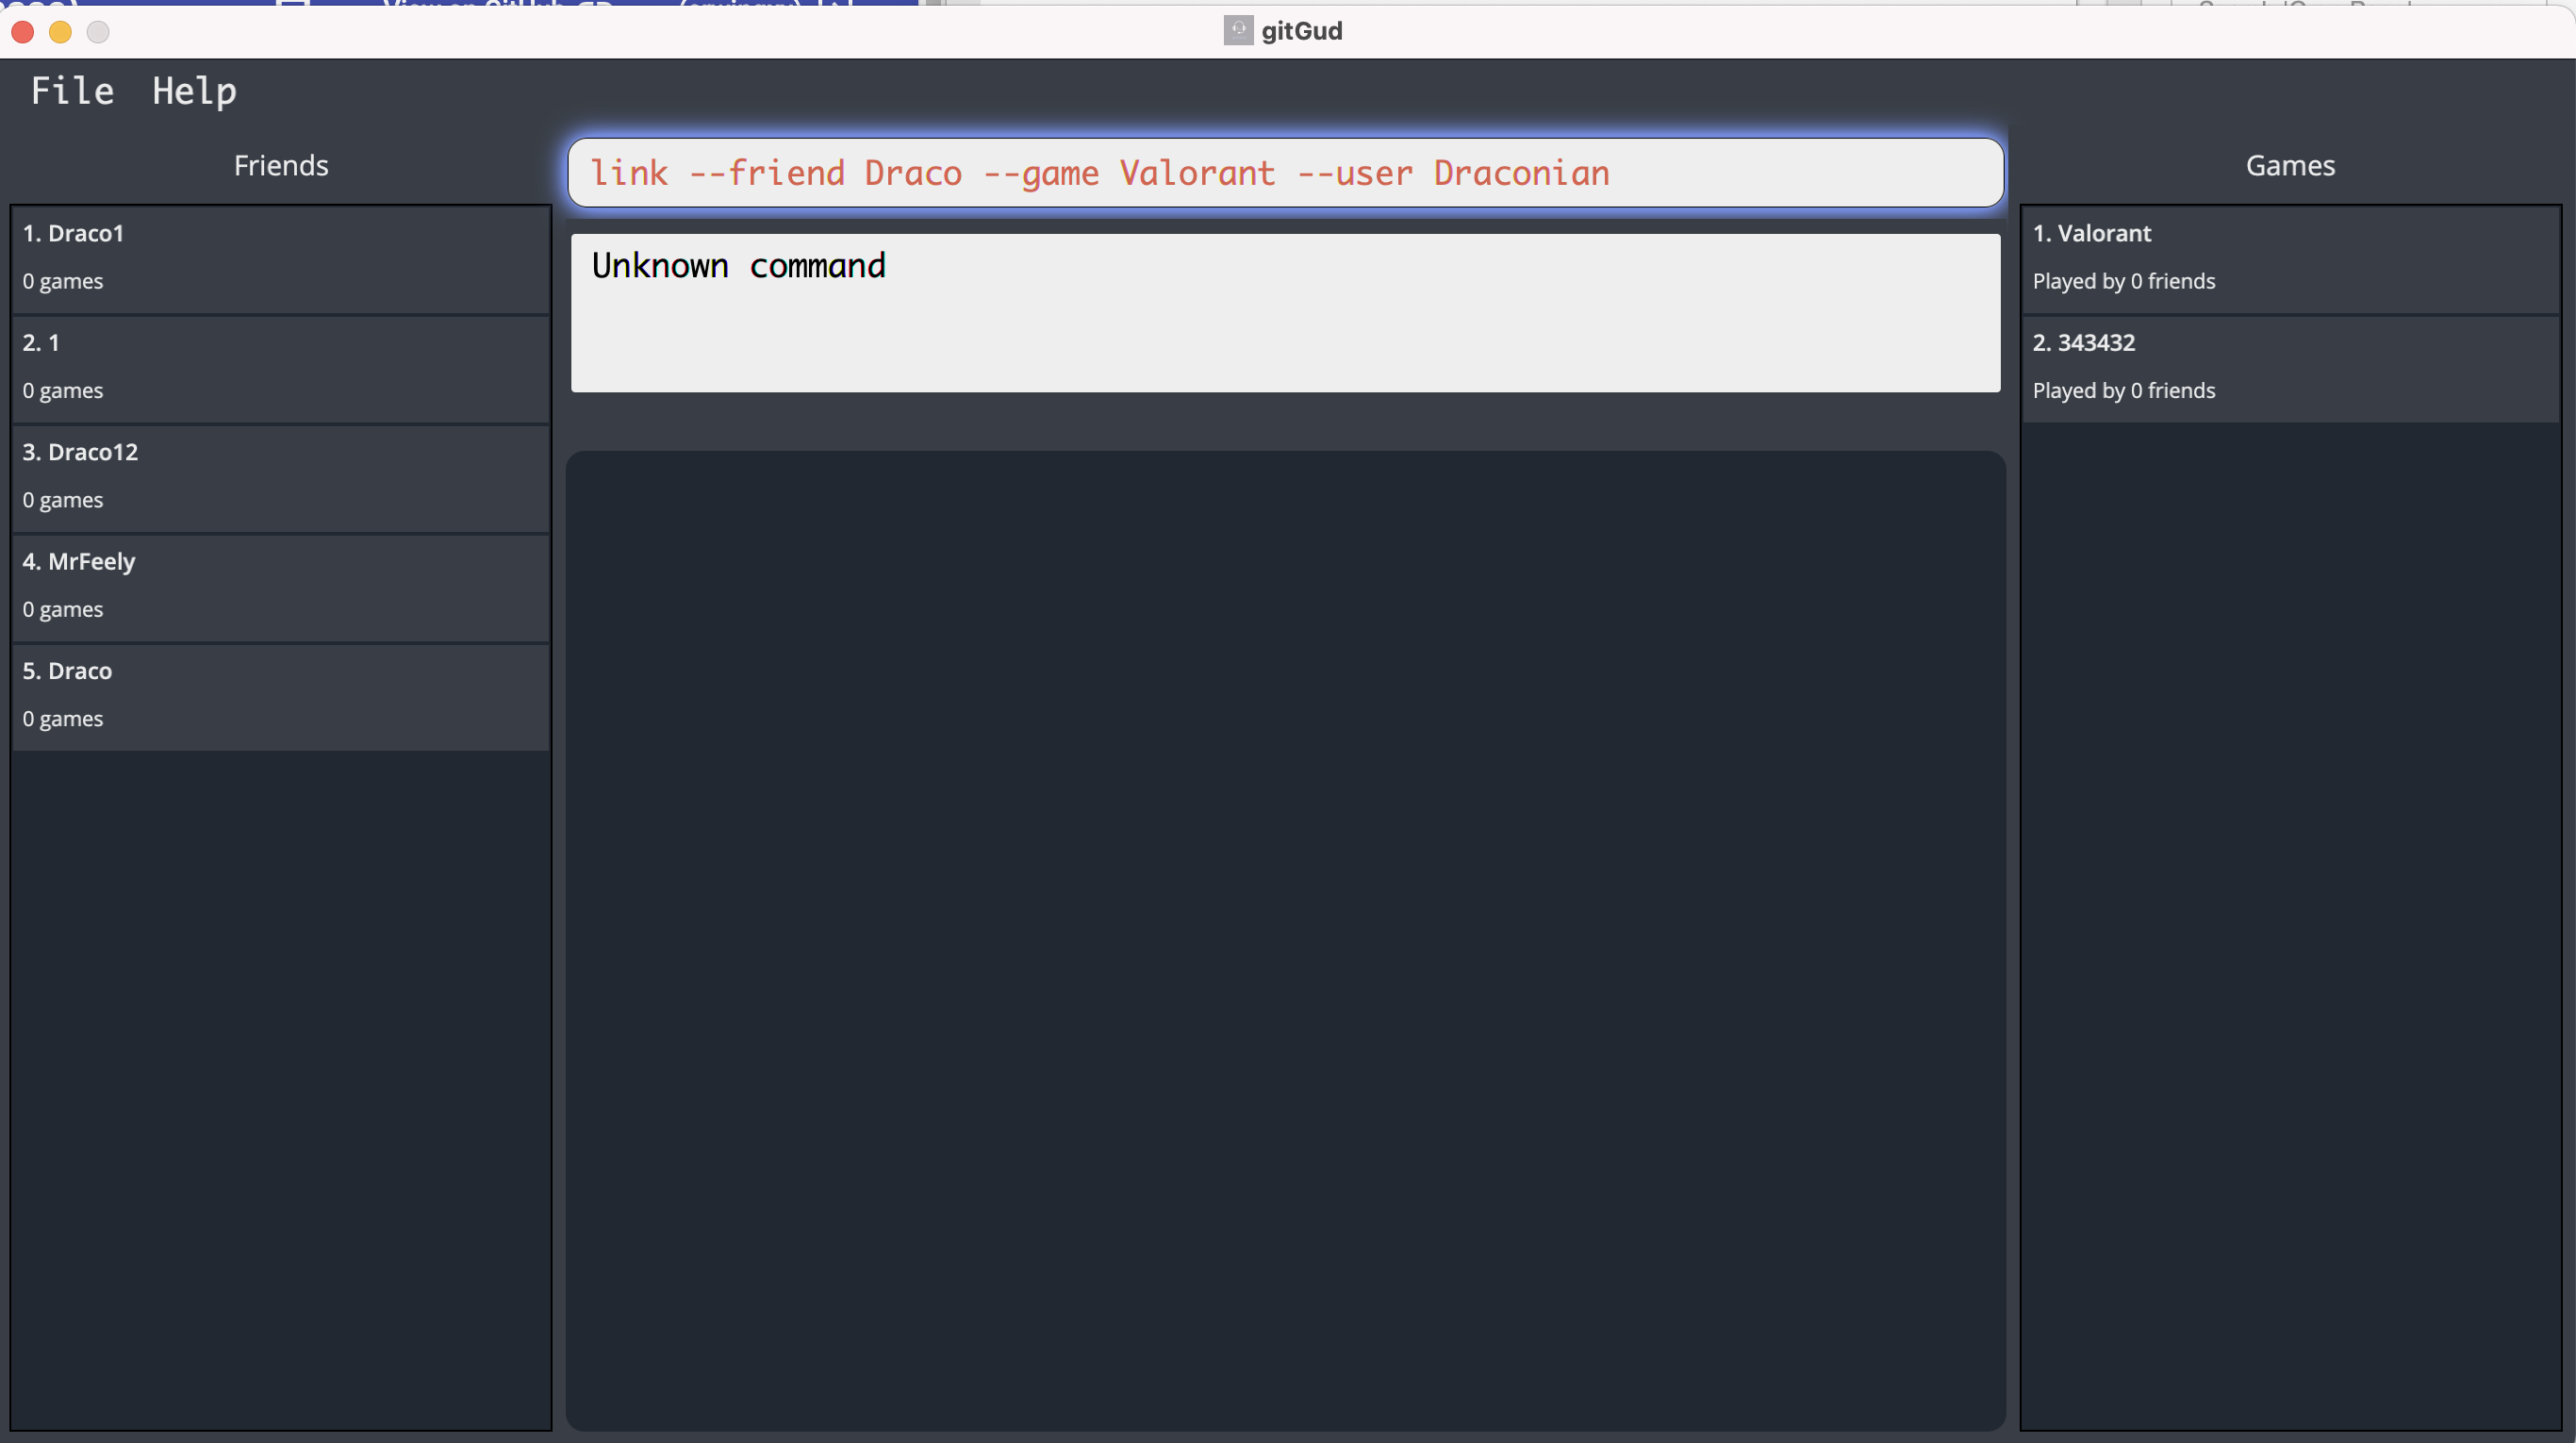 gitGud
File Help
Friends
1. Draco1
0 games
2. 1
0 games
3. Draco12
0 games
4. MrFeely
0 games
5. Draco
0 games
link --friend Draco --game Valorant --user Draconian
Unknown command
Games
1. Valorant
Played by 0 friends
2. 343432
Played by 0 friends